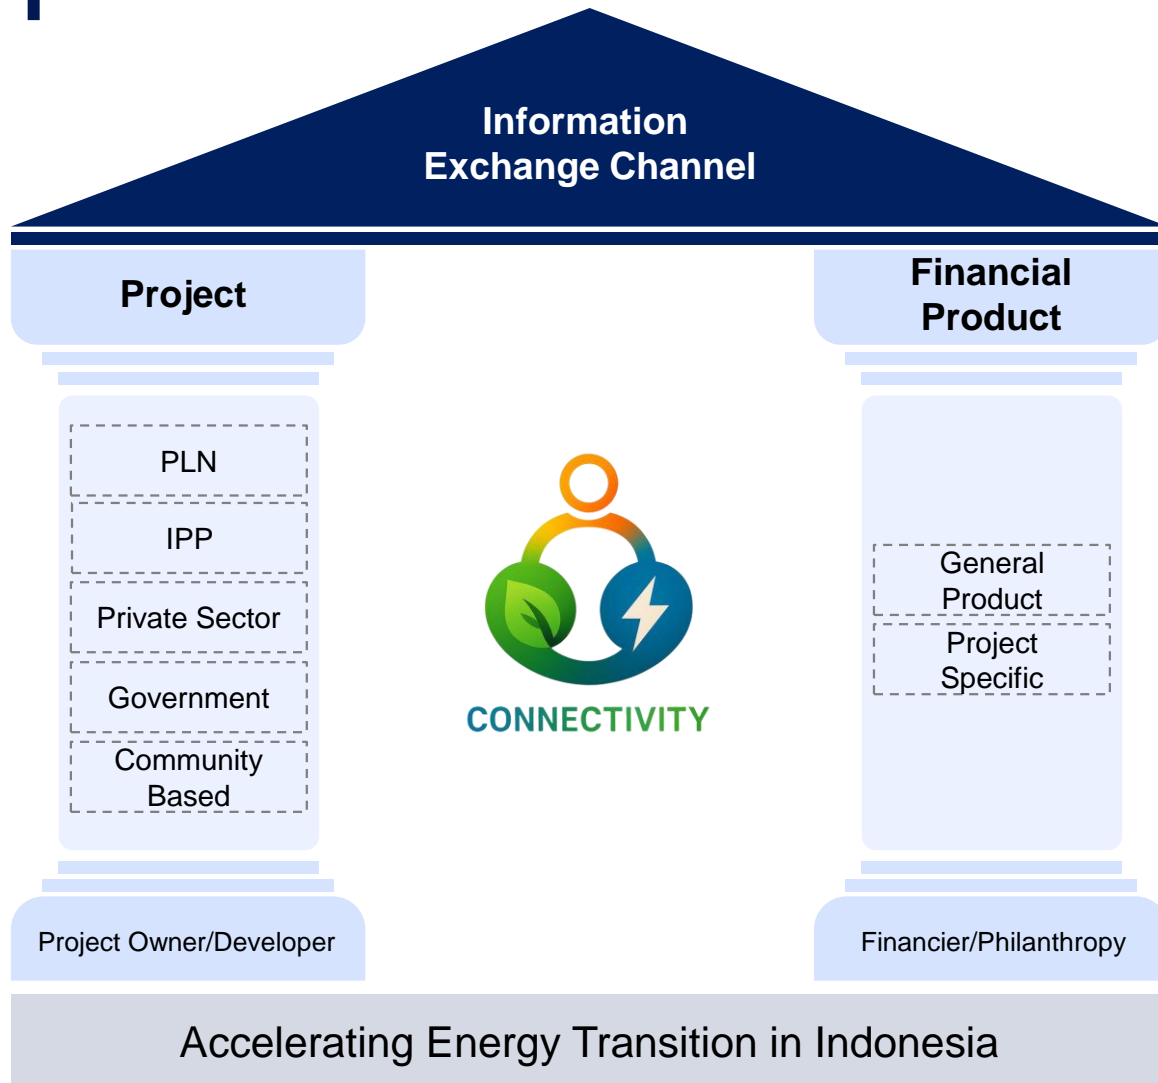 Information
Exchange Channel
Project
PLN
IPP
Private Sector
Government
Community
Based
Project Owner/Developer
CONNECTIVITY
Financial
Product
General
Product
Project
Specific
Financier/Philanthropy
Accelerating Energy Transition in Indonesia